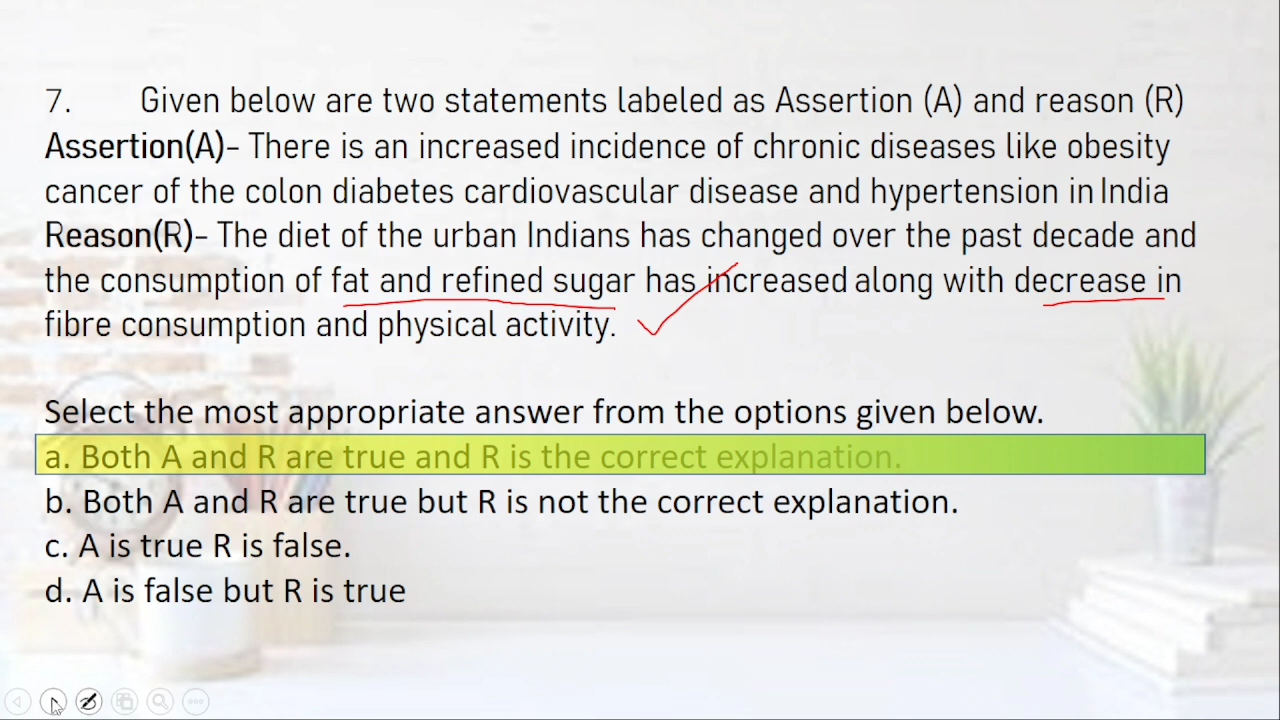 7. Given below are two statements labeled as Assertion (A) and reason (R)
Assertion(A)- There is an increased incidence of chronic diseases like obesity
cancer of the colon diabetes cardiovascular disease and hypertension in India
Reason(R)- The diet of the urban Indians has changed over the past decade and
the consumption of fat and refined sugar has increased along with decrease in
fibre consumption and physical activity.
Select the most appropriate answer from the options given below.
a. Both A and R are true and R is the correct explanation.
b. Both A and R are true but R is not the correct explanation.
c. A is true R is false.
d. A is false but R is true